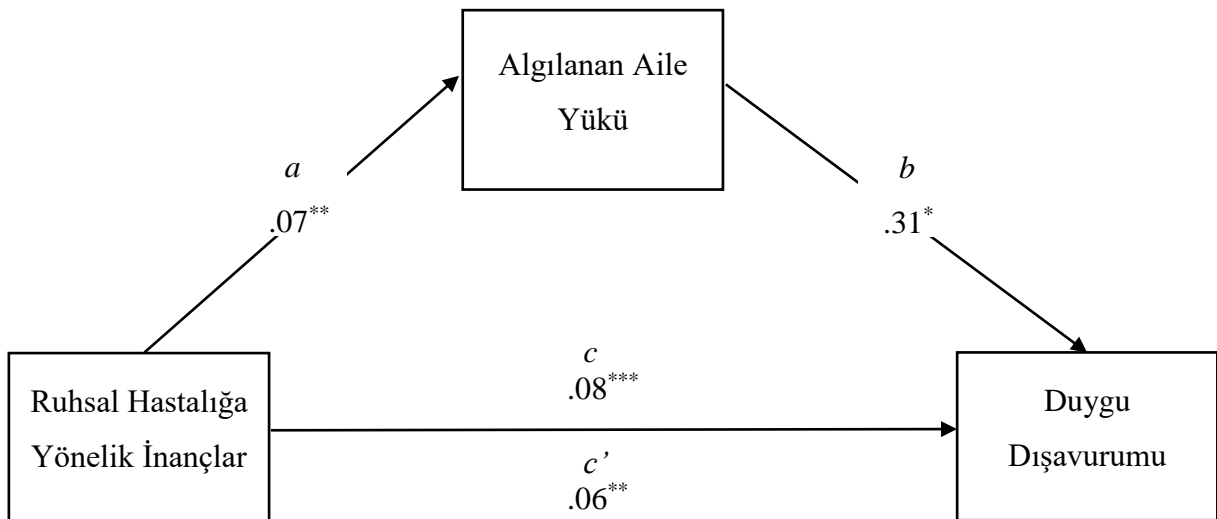 Algılanan Aile
Yükü
a
.07**
b
.31*
c
.08***
Ruhsal Hastalığa
Yönelik İnançlar
Duygu
Dışavurumu
c’
.06**